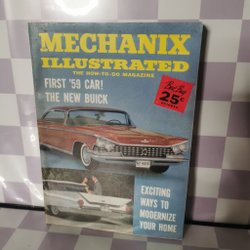 MECHANIX
ILLUSTRATED
THE HOW-TO-DO MAGAZINE
FIRST '59 CAR!
THE NEW BUICK
25¢
EXCITING
WAYS TO
MODERNIZE
YOUR HOME